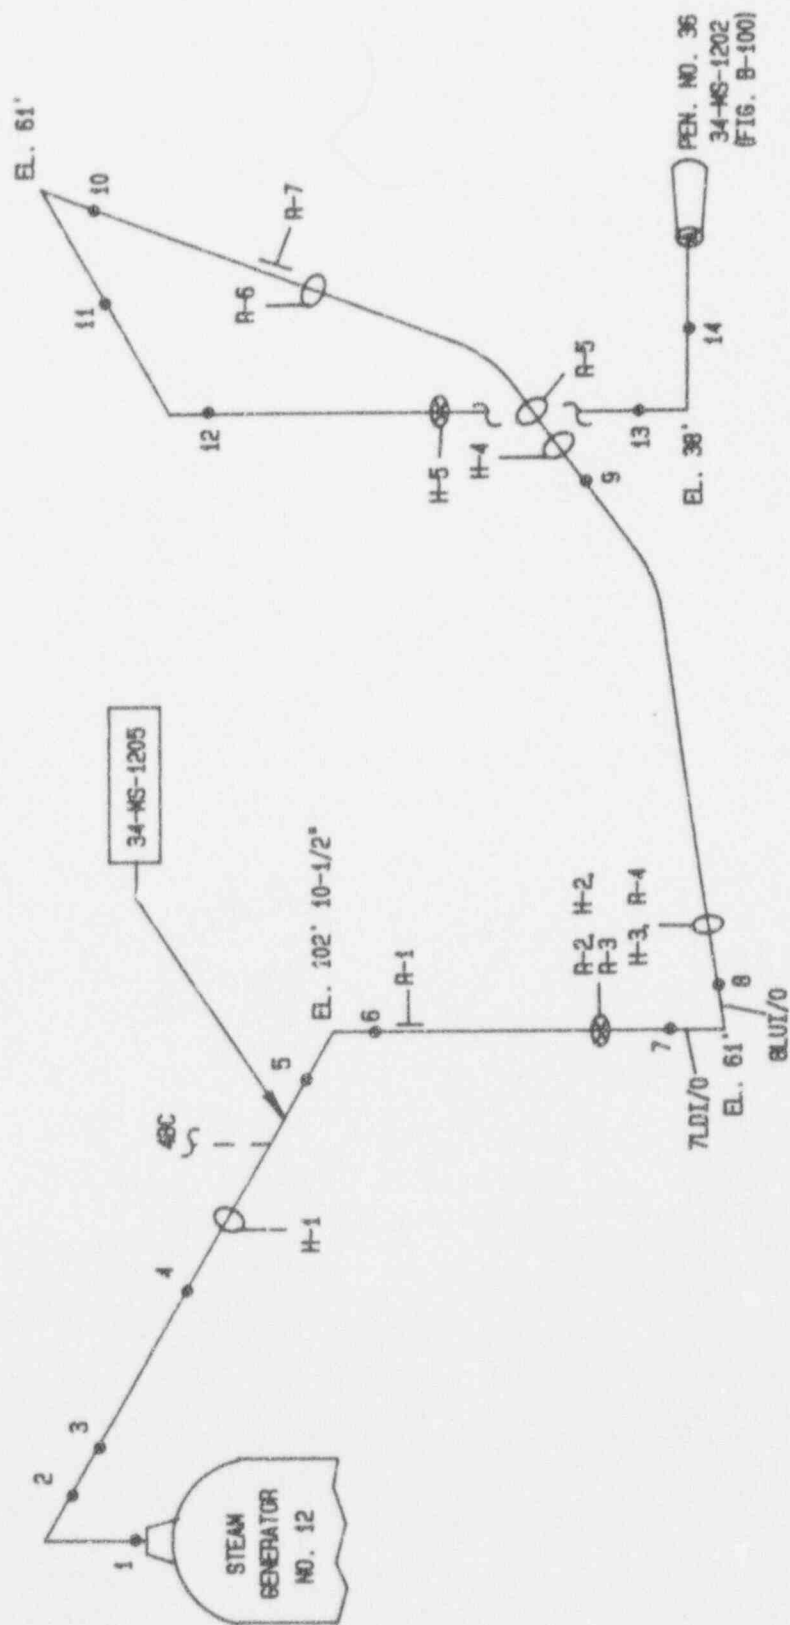 EL. 61'
10
11
R-7
R-6
12
H-5
H-4
R-5
9
13
EL. 38'
14
PEN. NO. 36
34-MS-1202
(FIG. B-100)
34-MS-1205
4BC
EL. 102' 10-1/2"
5
6
R-1
H-1
4
3
2
1
STEAM
GENERATOR
NO. 12
R-2, H-2,
R-3
H-3, R-4
7
8
7LDI/O
EL. 61'
8LUI/O